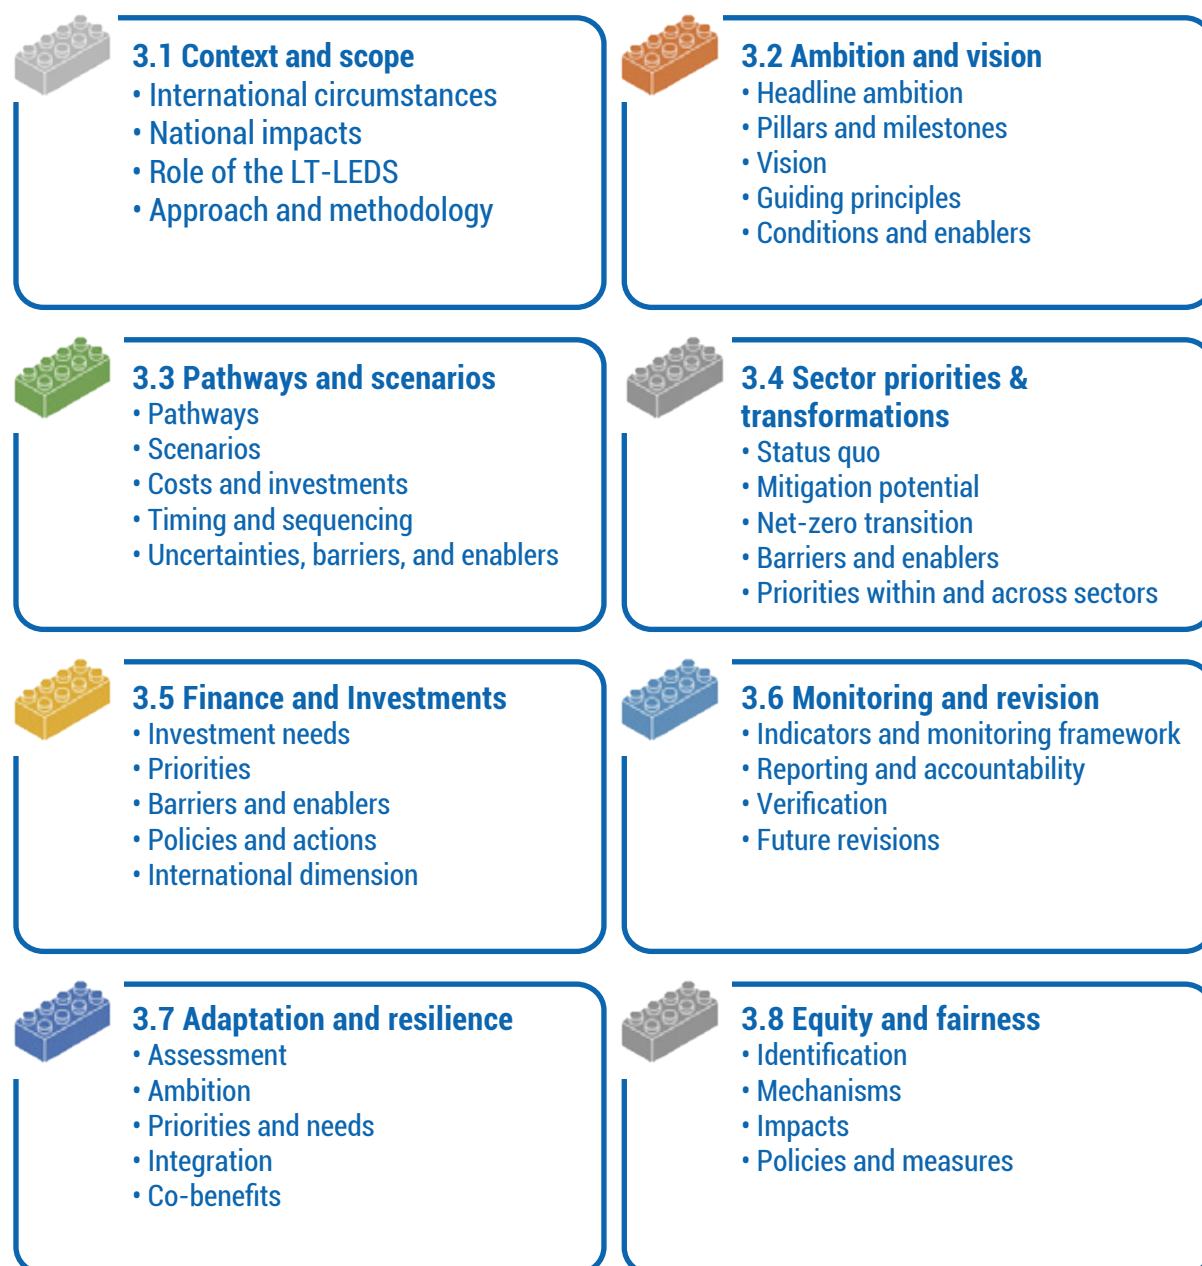 3.1 Context and scope
• International circumstances
• National impacts
• Role of the LT-LEDS
• Approach and methodology
3.2 Ambition and vision
• Headline ambition
• Pillars and milestones
• Vision
• Guiding principles
• Conditions and enablers
3.3 Pathways and scenarios
• Pathways
• Scenarios
• Costs and investments
• Timing and sequencing
• Uncertainties, barriers, and enablers
3.4 Sector priorities &
transformations
• Status quo
• Mitigation potential
• Net-zero transition
• Barriers and enablers
• Priorities within and across sectors
3.5 Finance and Investments
• Investment needs
• Priorities
• Barriers and enablers
• Policies and actions
• International dimension
3.6 Monitoring and revision
• Indicators and monitoring framework
• Reporting and accountability
• Verification
• Future revisions
3.7 Adaptation and resilience
• Assessment
• Ambition
• Priorities and needs
• Integration
• Co-benefits
3.8 Equity and fairness
• Identification
• Mechanisms
• Impacts
• Policies and measures